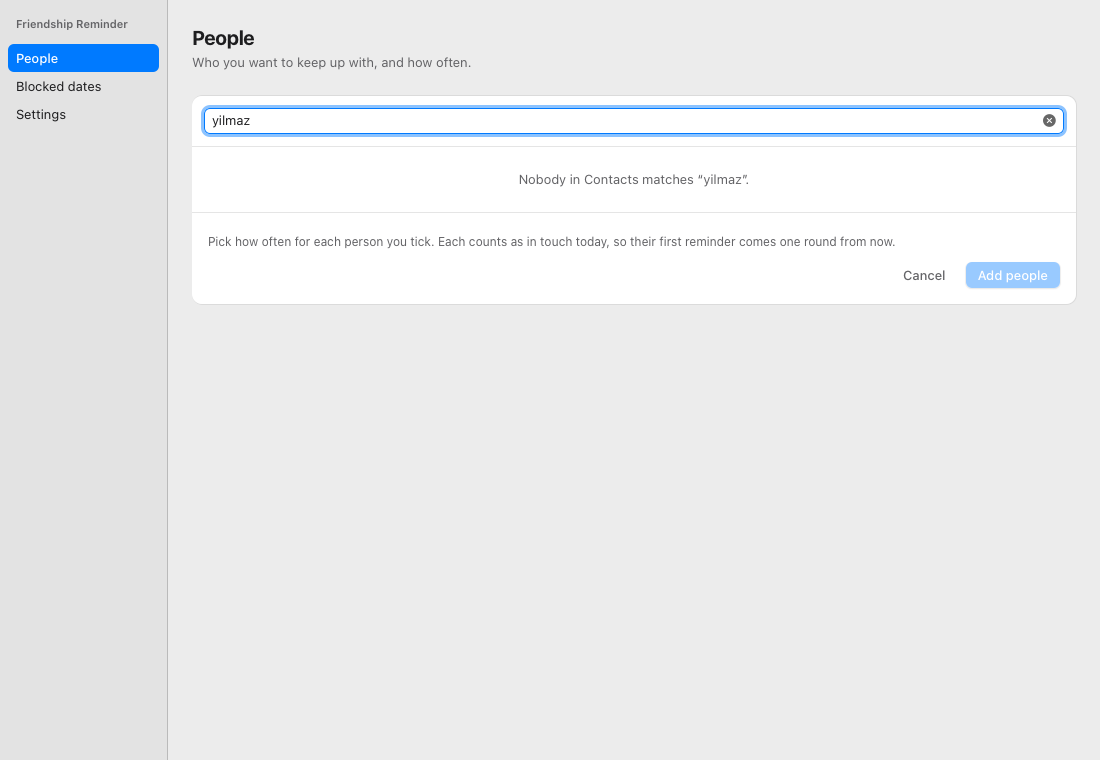 Friendship Reminder
People
Blocked dates
Settings
People
Who you want to keep up with, and how often.
yilmaz
Nobody in Contacts matches “yilmaz”.
Pick how often for each person you tick. Each counts as in touch today, so their first reminder comes one round from now.
Cancel
Add people